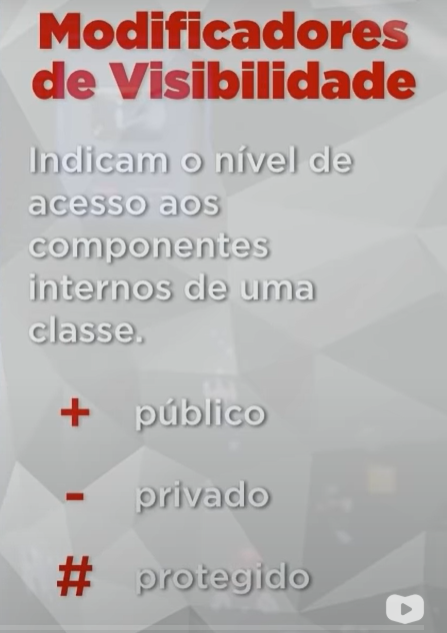 Modificadores
de Visibilidade
Indicam o nível de
acesso aos
componentes
internos de uma
classe.
+ público
- privado
# protegido